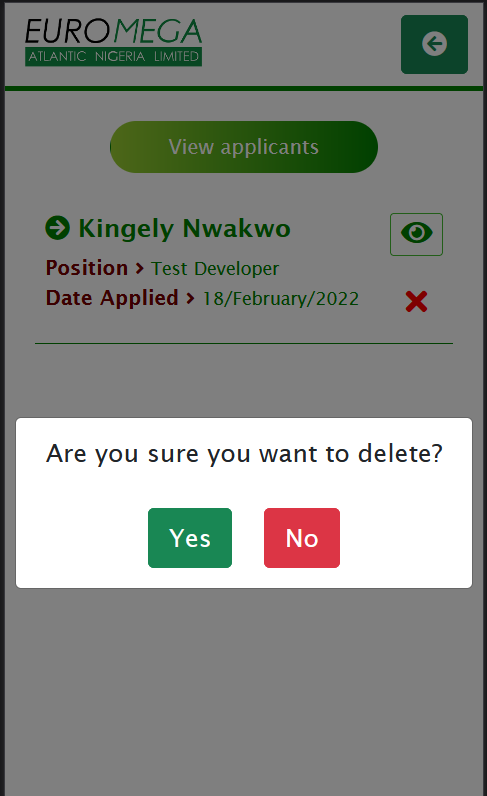 EUROMEGA
ATLANTIC NIGERIA LIMITED
View applicants
Kingely Nwakwo
Position > Test Developer
Date Applied > 18/February/2022
Are you sure you want to delete?
Yes No